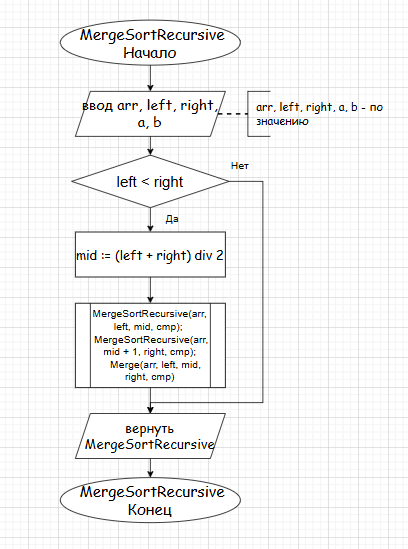 MergeSortRecursive
Начало
ввод arr, left, right,
a, b
arr, left, right, a, b - по
значению
left < right
Нет
Да
mid := (left + right) div 2
MergeSortRecursive(arr,
left, mid, cmp);
MergeSortRecursive(arr,
mid + 1, right, cmp);
Merge(arr, left, mid,
right, cmp)
вернуть
MergeSortRecursive
MergeSortRecursive
Конец